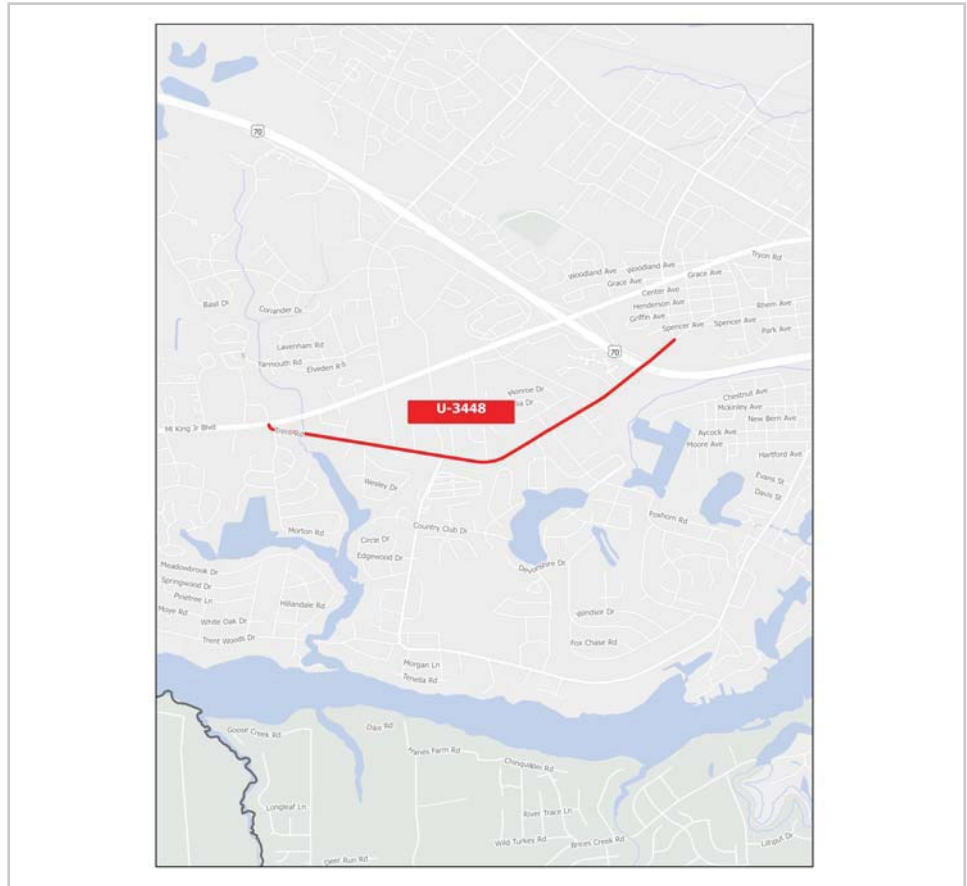 70
Tryon Rd
Woodland Ave
Woodland Ave
Grace Ave
Grace Ave
Center Ave
Henderson Ave
Rhem Ave
Griffin Ave
Spencer Ave
Spencer Ave
Park Ave
Basil Dr
Coriander Dr
Lavenham Rd
Yarmouth Rd
Elveden R
70
Monroe Dr
Dr
U-3448
Chestnut Ave
Mckinley Ave
New Bern Ave
Aycock Ave
Moore Ave
Hartford Ave
Ml King Jr Blvd
Rd
Wesley Dr
Evans St
Davis St
Country Club Dr
Foxhorn Rd
Morton Rd
Circle Dr
Edgewood Dr
Devonshire Dr
Meadowbrook Dr
Springwood Dr
Pinetree Ln
Moye Rd
Hillandale Rd
White Oak Dr
Trent Woods Dr
Windsor Dr
Fox Chase Rd
Morgan Ln
Tenella Rd
Goose Creek Rd
Farm Rd
Chinquapin Rd
Longleaf Ln
River Trace Ln
Wild Turkey Rd
Brices Creek Rd
Lilliput Dr
Deer Run Rd